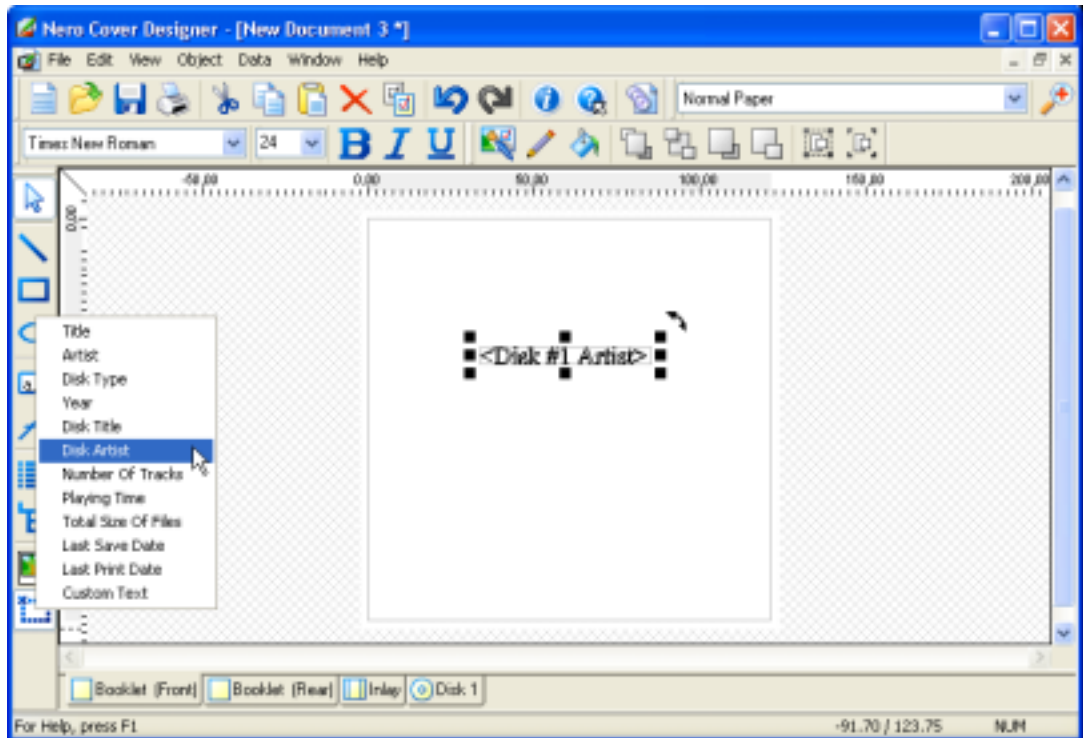 Nero Cover Designer - [New Document 3 *]
File Edit View Object Data Window Help
Normal Paper
Times New Roman 24 B I U
-50,00 0,00 50,00 100,00 150,00 200,00
0,00
Title
Artist
Disk Type
Year
Disk Title
Disk Artist
Number Of Tracks
Playing Time
Total Size Of Files
Last Save Date
Last Print Date
Custom Text
<Disk #1 Artist>
Booklet (Front) Booklet (Rear) Inlay Disk 1
For Help, press F1 -91.70 / 123.75 NUM